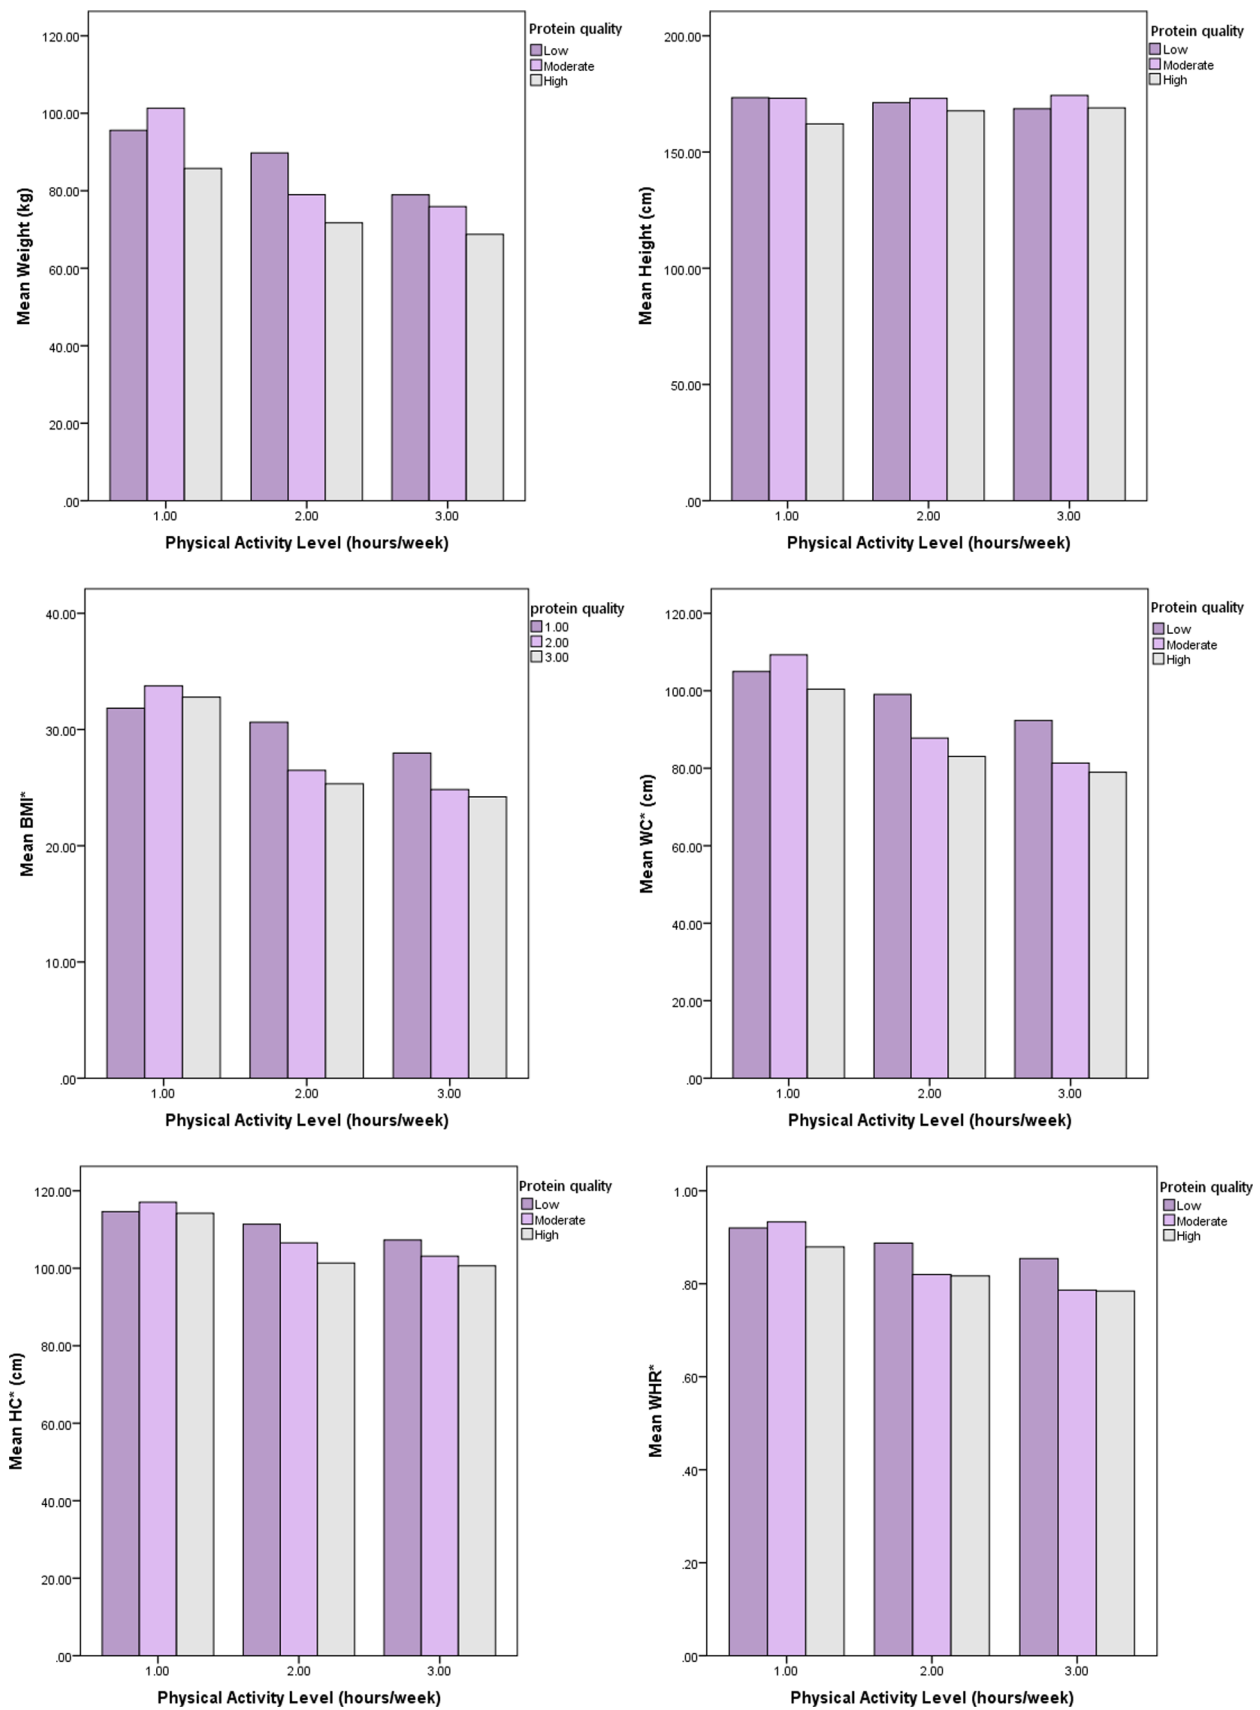 Protein quality
Low
Moderate
High
120.00
100.00
80.00
60.00
40.00
20.00
.00
Mean Weight (kg)
1.00 2.00 3.00
Physical Activity Level (hours/week)
Protein quality
Low
Moderate
High
200.00
150.00
100.00
50.00
.00
Mean Height (cm)
1.00 2.00 3.00
Physical Activity Level (hours/week)
protein quality
1.00
2.00
3.00
40.00
30.00
20.00
10.00
.00
Mean BMI*
1.00 2.00 3.00
Physical Activity Level (hours/week)
Protein quality
Low
Moderate
High
120.00
100.00
80.00
60.00
40.00
20.00
.00
Mean WC* (cm)
1.00 2.00 3.00
Physical Activity Level (hours/week)
Protein quality
Low
Moderate
High
120.00
100.00
80.00
60.00
40.00
20.00
.00
Mean HC* (cm)
1.00 2.00 3.00
Physical Activity Level (hours/week)
Protein quality
Low
Moderate
High
1.00
.80
.60
.40
.20
.00
Mean WHR*
1.00 2.00 3.00
Physical Activity Level (hours/week)